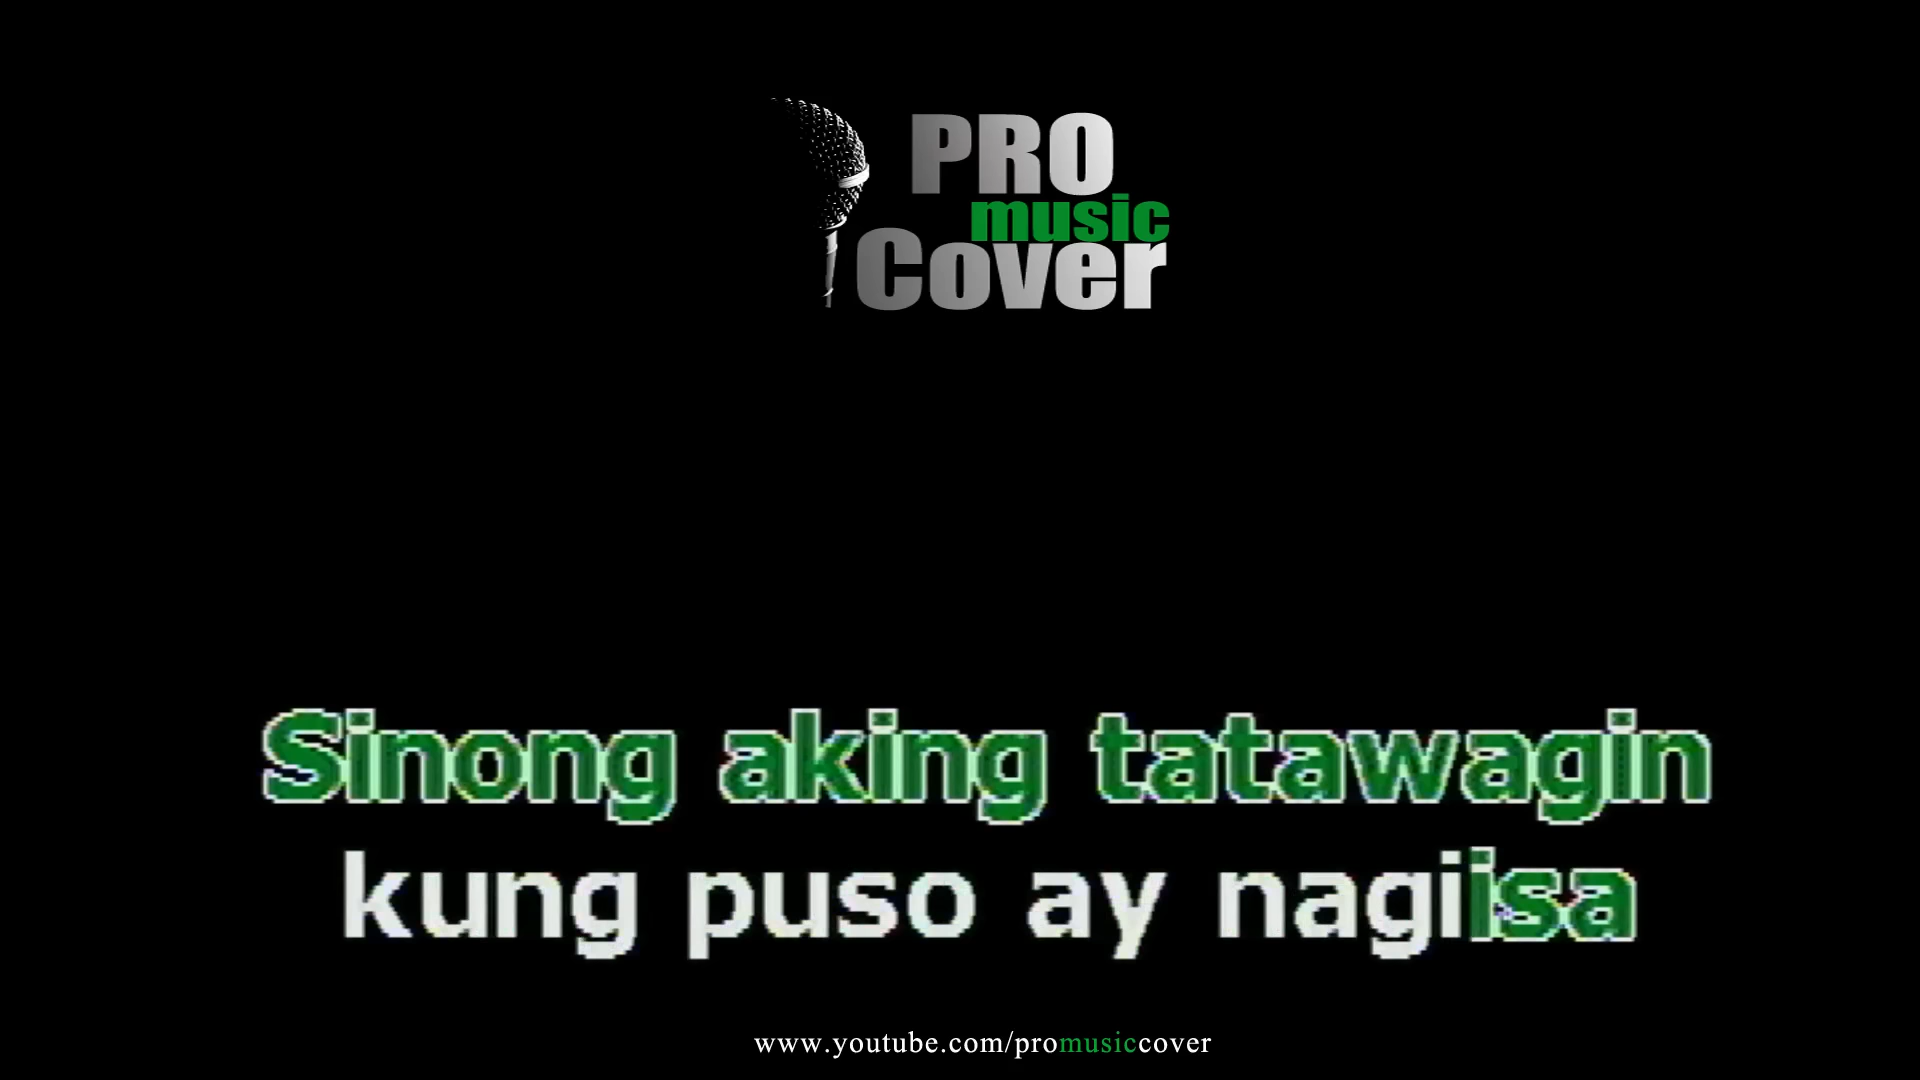 PRO
music
Cover
Sinong aking tatawagin
kung puso ay nagiisa
www.youtube.com/promusiccover